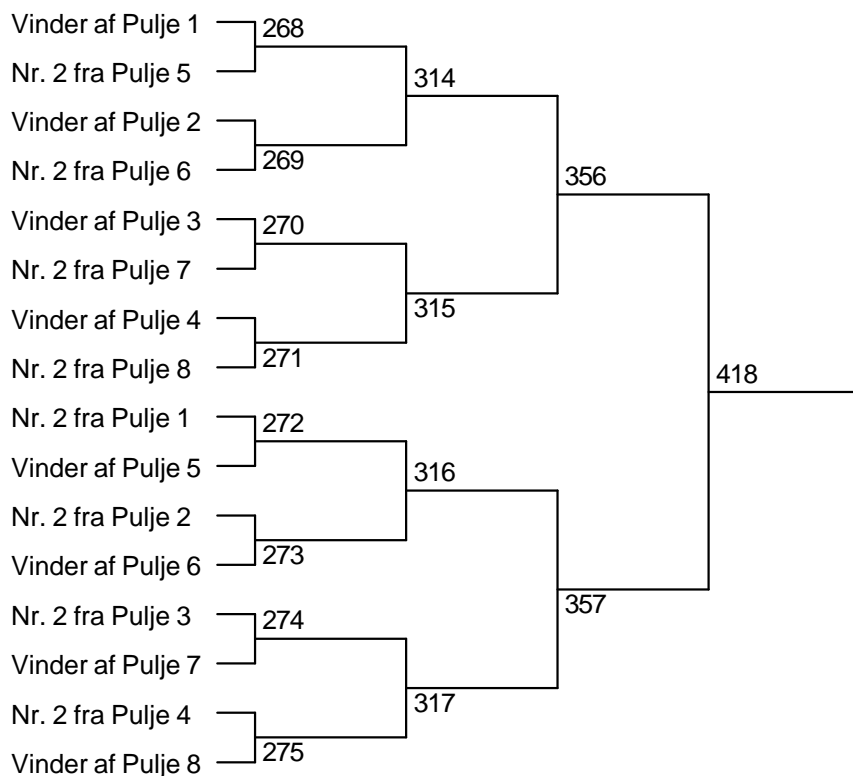 Vinder af Pulje 1
268
Nr. 2 fra Pulje 5
314
Vinder af Pulje 2
269
Nr. 2 fra Pulje 6
356
Vinder af Pulje 3
270
Nr. 2 fra Pulje 7
315
Vinder af Pulje 4
271
Nr. 2 fra Pulje 8
418
Nr. 2 fra Pulje 1
272
Vinder af Pulje 5
316
Nr. 2 fra Pulje 2
273
Vinder af Pulje 6
357
Nr. 2 fra Pulje 3
274
Vinder af Pulje 7
317
Nr. 2 fra Pulje 4
275
Vinder af Pulje 8